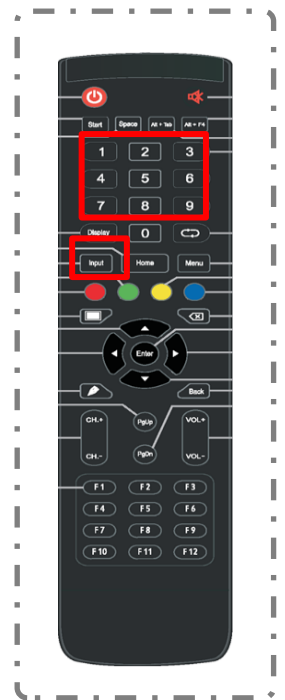 Start Space Alt + Tab Alt + F4
1 2 3
4 5 6
7 8 9
Display 0
Input Home Menu
Enter
Back
CH.+ PgUp VOL+
CH.- PgDn VOL-
F1 F2 F3
F4 F5 F6
F7 F8 F9
F10 F11 F12